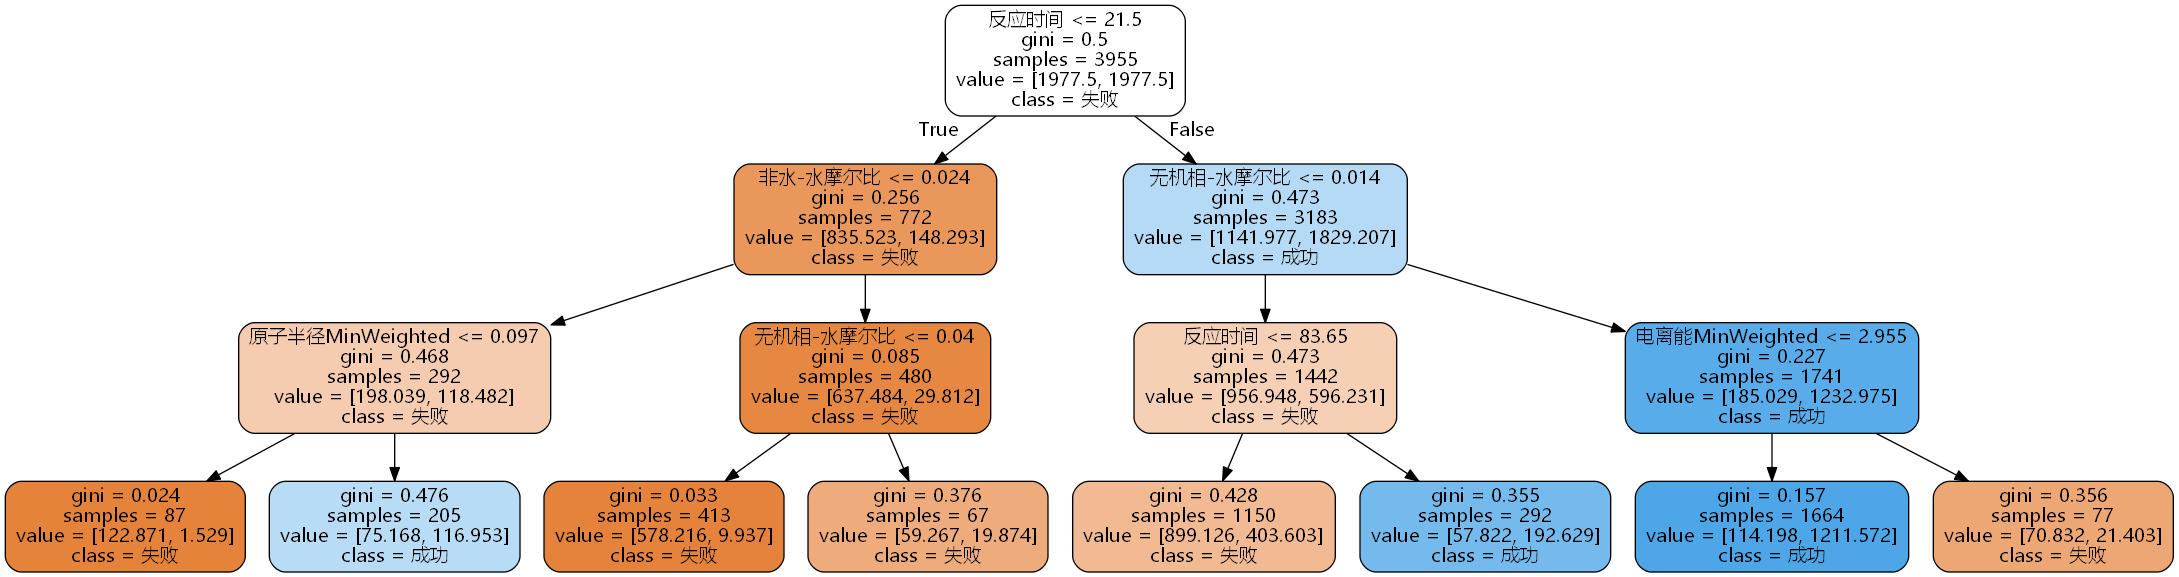 反应时间 <= 21.5
gini = 0.5
samples = 3955
value = [1977.5, 1977.5]
class = 失败
True
False
非水-水摩尔比 <= 0.024
gini = 0.256
samples = 772
value = [835.523, 148.293]
class = 失败
无机相-水摩尔比 <= 0.014
gini = 0.473
samples = 3183
value = [1141.977, 1829.207]
class = 成功
原子半径MinWeighted <= 0.097
gini = 0.468
samples = 292
value = [198.039, 118.482]
class = 失败
无机相-水摩尔比 <= 0.04
gini = 0.085
samples = 480
value = [637.484, 29.812]
class = 失败
反应时间 <= 83.65
gini = 0.473
samples = 1442
value = [956.948, 596.231]
class = 失败
电离能MinWeighted <= 2.955
gini = 0.227
samples = 1741
value = [185.029, 1232.975]
class = 成功
gini = 0.024
samples = 87
value = [122.871, 1.529]
class = 失败
gini = 0.476
samples = 205
value = [75.168, 116.953]
class = 成功
gini = 0.033
samples = 413
value = [578.216, 9.937]
class = 失败
gini = 0.376
samples = 67
value = [59.267, 19.874]
class = 失败
gini = 0.428
samples = 1150
value = [899.126, 403.603]
class = 失败
gini = 0.355
samples = 292
value = [57.822, 192.629]
class = 成功
gini = 0.157
samples = 1664
value = [114.198, 1211.572]
class = 成功
gini = 0.356
samples = 77
value = [70.832, 21.403]
class = 失败